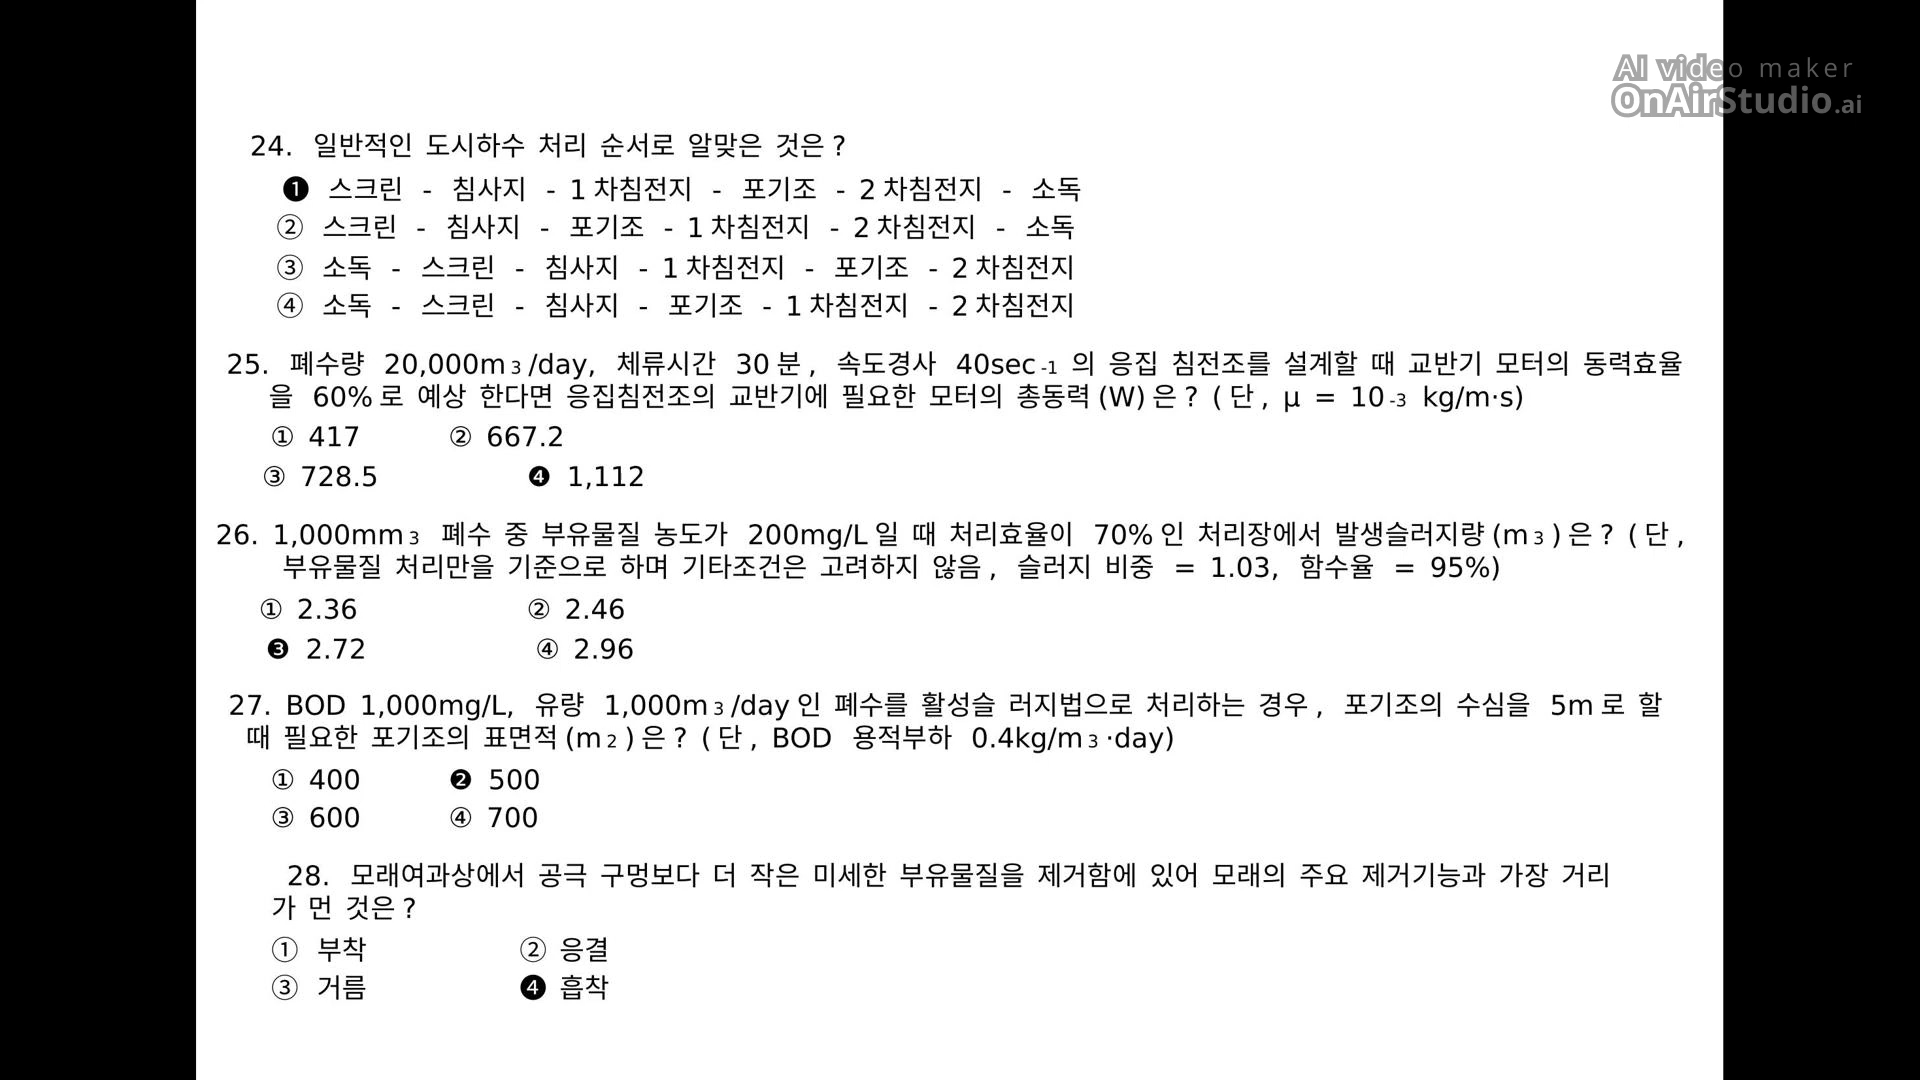 AI video maker
OnAirStudio.ai
24. 일반적인 도시하수 처리 순서로 알맞은 것은?
❶ 스크린 - 침사지 - 1차침전지 - 포기조 - 2차침전지 - 소독
② 스크린 - 침사지 - 포기조 - 1차침전지 - 2차침전지 - 소독
③ 소독 - 스크린 - 침사지 - 1차침전지 - 포기조 - 2차침전지
④ 소독 - 스크린 - 침사지 - 포기조 - 1차침전지 - 2차침전지
25. 폐수량 20,000m3/day, 체류시간 30분, 속도경사 40sec-1 의 응집 침전조를 설계할 때 교반기 모터의 동력효율
을 60%로 예상 한다면 응집침전조의 교반기에 필요한 모터의 총동력(W)은? (단, μ = 10-3 kg/m·s)
① 417 ② 667.2
③ 728.5 ❹ 1,112
26. 1,000mm3 폐수 중 부유물질 농도가 200mg/L일 때 처리효율이 70%인 처리장에서 발생슬러지량(m3)은? (단,
부유물질 처리만을 기준으로 하며 기타조건은 고려하지 않음, 슬러지 비중 = 1.03, 함수율 = 95%)
① 2.36 ② 2.46
❸ 2.72 ④ 2.96
27. BOD 1,000mg/L, 유량 1,000m3/day인 폐수를 활성슬 러지법으로 처리하는 경우, 포기조의 수심을 5m로 할
때 필요한 포기조의 표면적(m2)은? (단, BOD 용적부하 0.4kg/m3·day)
① 400 ❷ 500
③ 600 ④ 700
28. 모래여과상에서 공극 구멍보다 더 작은 미세한 부유물질을 제거함에 있어 모래의 주요 제거기능과 가장 거리
가 먼 것은?
① 부착 ② 응결
③ 거름 ❹ 흡착